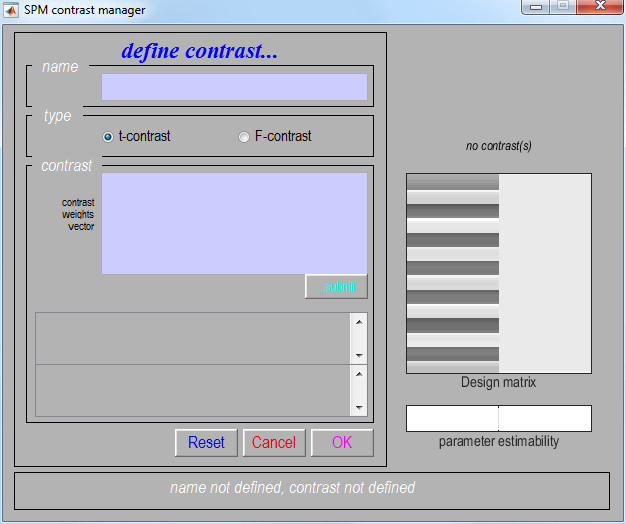 SPM contrast manager
define contrast...
name
type
t-contrast
F-contrast
contrast
contrast
weights
vector
...submit
Reset
Cancel
OK
no contrast(s)
Design matrix
parameter estimability
name not defined, contrast not defined